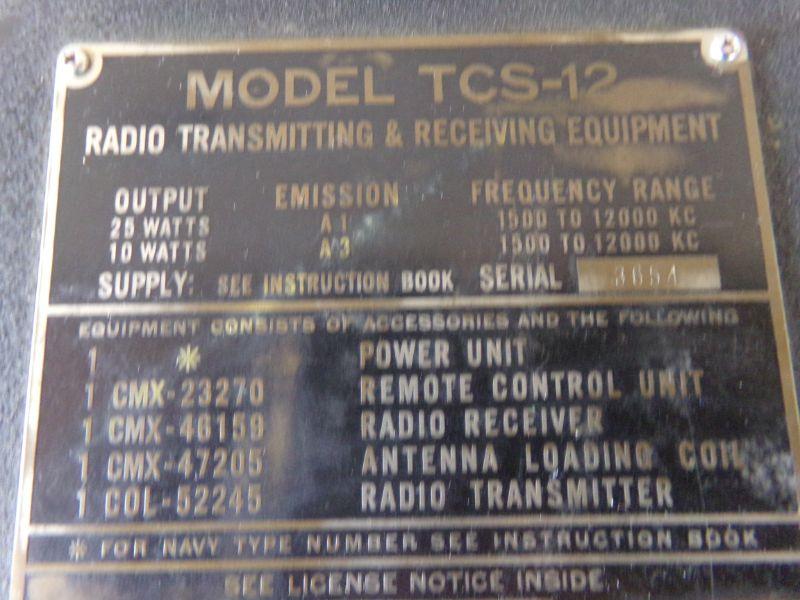 MODEL TCS-12
RADIO TRANSMITTING & RECEIVING EQUIPMENT
OUTPUT EMISSION FREQUENCY RANGE
25 WATTS A1 1500 TO 12000 KC
10 WATTS A3 1500 TO 12000 KC
SUPPLY: SEE INSTRUCTION BOOK SERIAL 3654
EQUIPMENT CONSISTS OF ACCESSORIES AND THE FOLLOWING
1 * POWER UNIT
1 CMX-23270 REMOTE CONTROL UNIT
1 CMX-46159 RADIO RECEIVER
1 CMX-47205 ANTENNA LOADING COIL
1 COL-52245 RADIO TRANSMITTER
* FOR NAVY TYPE NUMBER SEE INSTRUCTION BOOK
SEE LICENSE NOTICE INSIDE